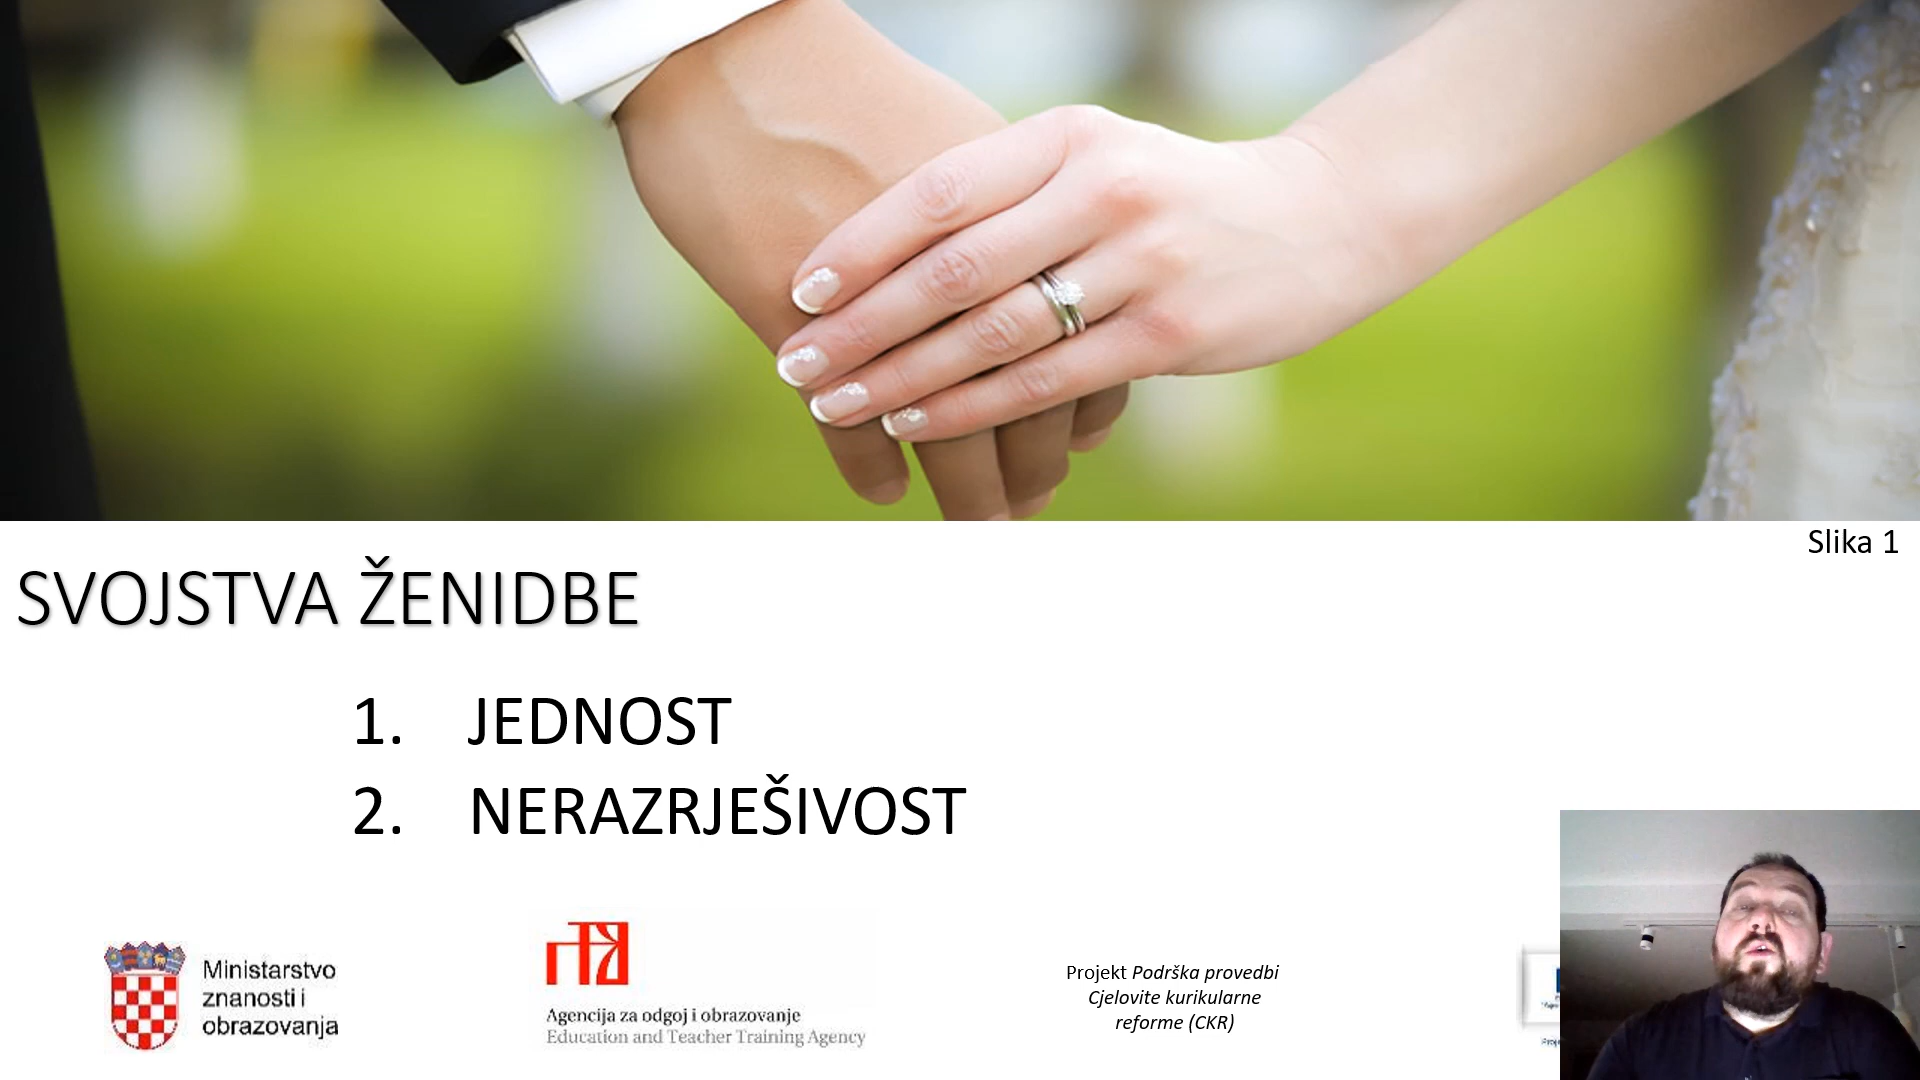 Slika 1
SVOJSTVA ŽENIDBE
1. JEDNOST
2. NERAZRJEŠIVOST
Ministarstvo
znanosti i
obrazovanja
Agencija za odgoj i obrazovanje
Education and Teacher Training Agency
Projekt Podrška provedbi
Cjelovite kurikularne
reforme (CKR)